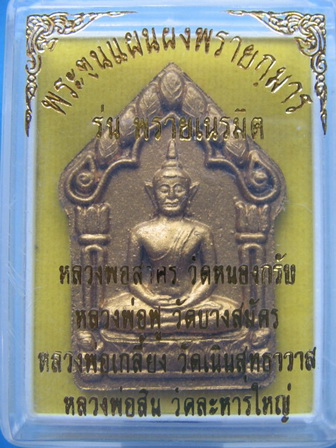 พระขุนแผนผงพรายกุมาร
รุ่น พรายเนรมิต
หลวงพ่อสาคร วัดหนองกรับ
หลวงพ่อฟู วัดบางสมัคร
หลวงพ่อเกลี้ยง วัดเนินสุทธาวาส
หลวงพ่อสิน วัดละหารใหญ่